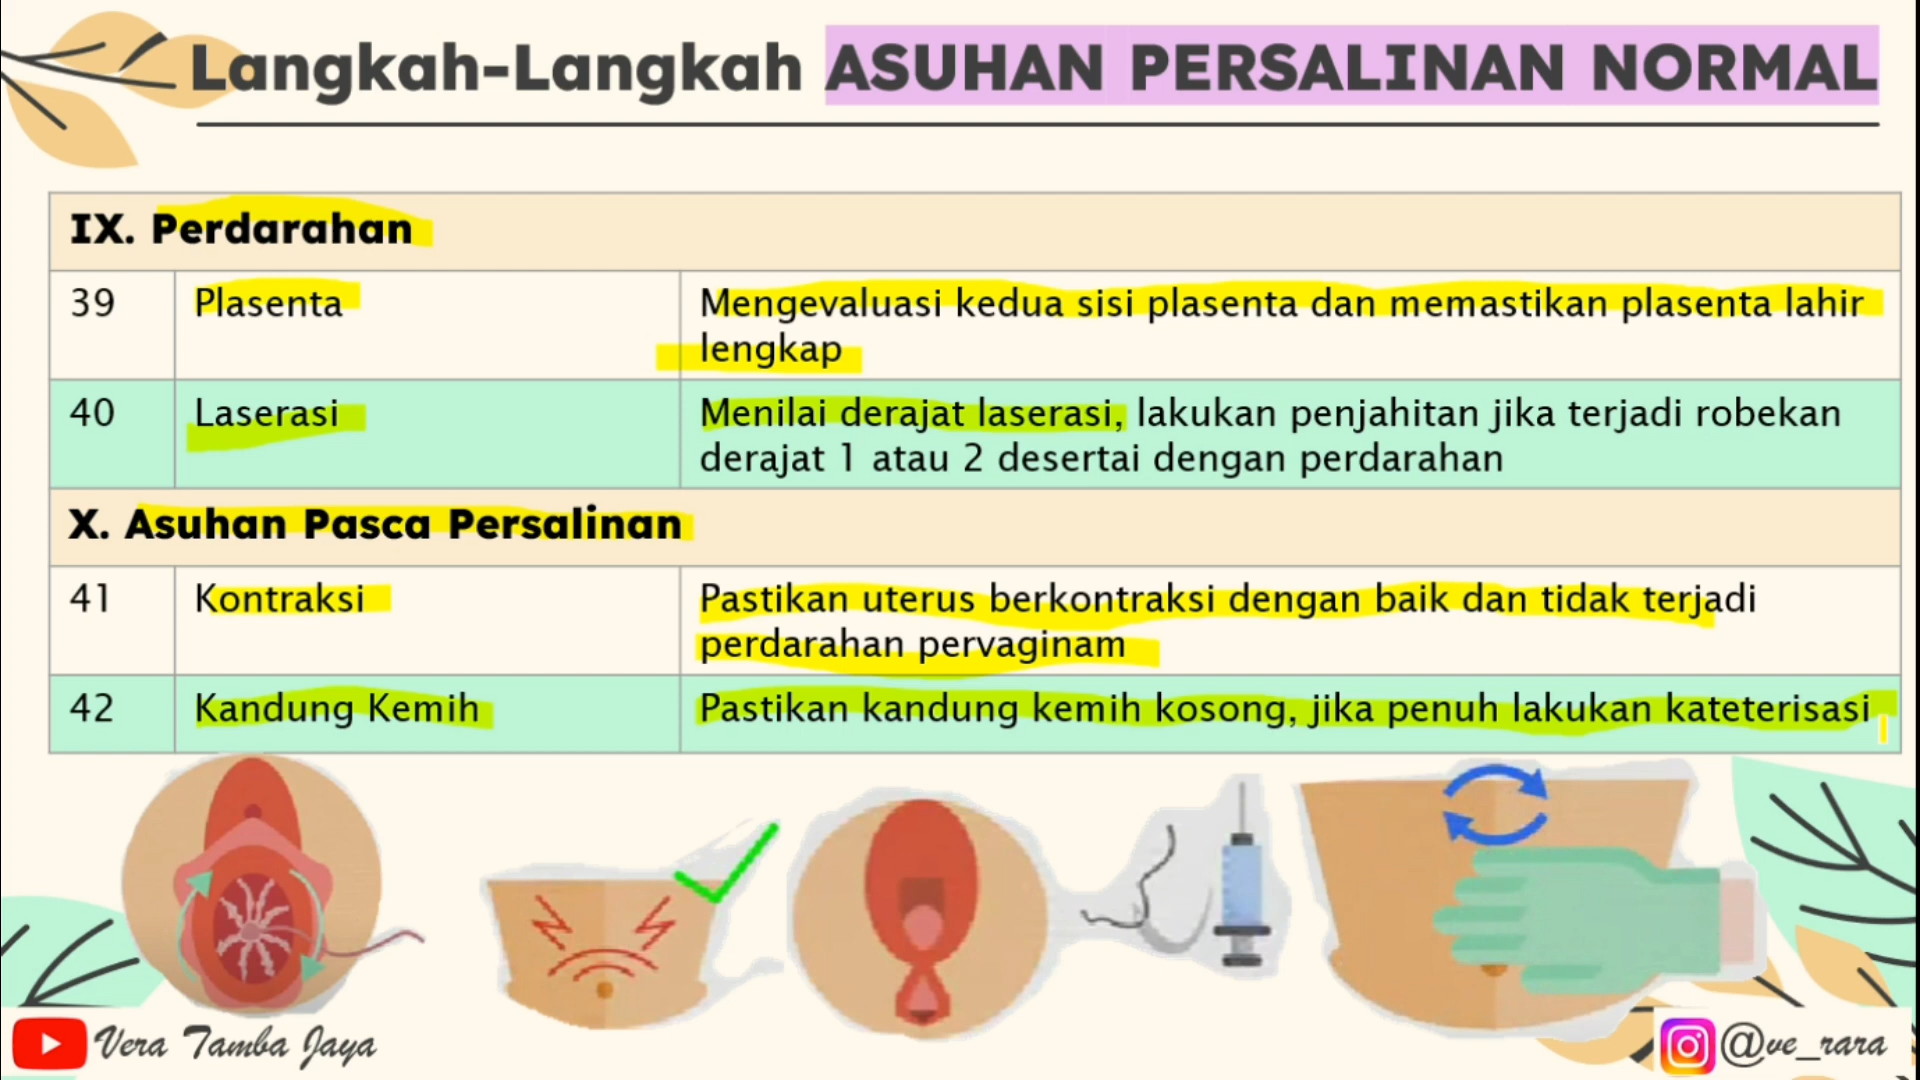 Langkah-Langkah ASUHAN PERSALINAN NORMAL
IX. Perdarahan
39 Plasenta Mengevaluasi kedua sisi plasenta dan memastikan plasenta lahir
lengkap
40 Laserasi Menilai derajat laserasi, lakukan penjahitan jika terjadi robekan
derajat 1 atau 2 desertai dengan perdarahan
X. Asuhan Pasca Persalinan
41 Kontraksi Pastikan uterus berkontraksi dengan baik dan tidak terjadi
perdarahan pervaginam
42 Kandung Kemih Pastikan kandung kemih kosong, jika penuh lakukan kateterisasi
Vera Tamba Jaya
@ve_rara